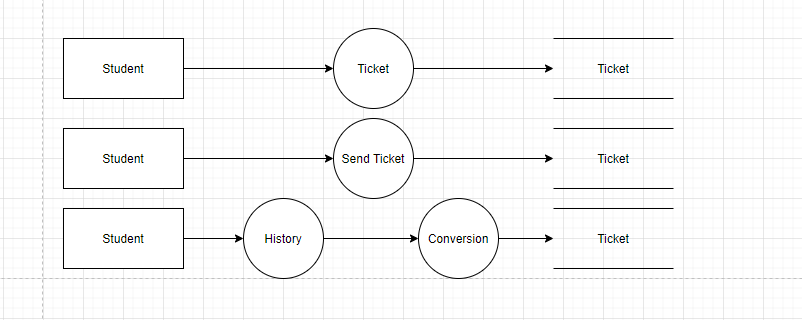 Student
Ticket
Ticket
Student
Send Ticket
Ticket
Student
History
Conversion
Ticket